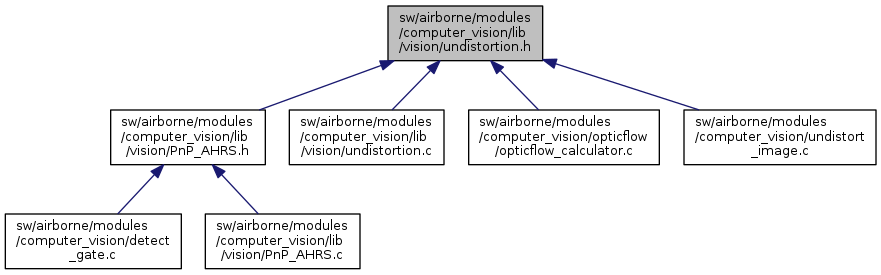 sw/airborne/modules
/computer_vision/lib
/vision/undistortion.h
sw/airborne/modules
/computer_vision/lib
/vision/PnP_AHRS.h
sw/airborne/modules
/computer_vision/lib
/vision/undistortion.c
sw/airborne/modules
/computer_vision/opticflow
/opticflow_calculator.c
sw/airborne/modules
/computer_vision/undistort
_image.c
sw/airborne/modules
/computer_vision/detect
_gate.c
sw/airborne/modules
/computer_vision/lib
/vision/PnP_AHRS.c